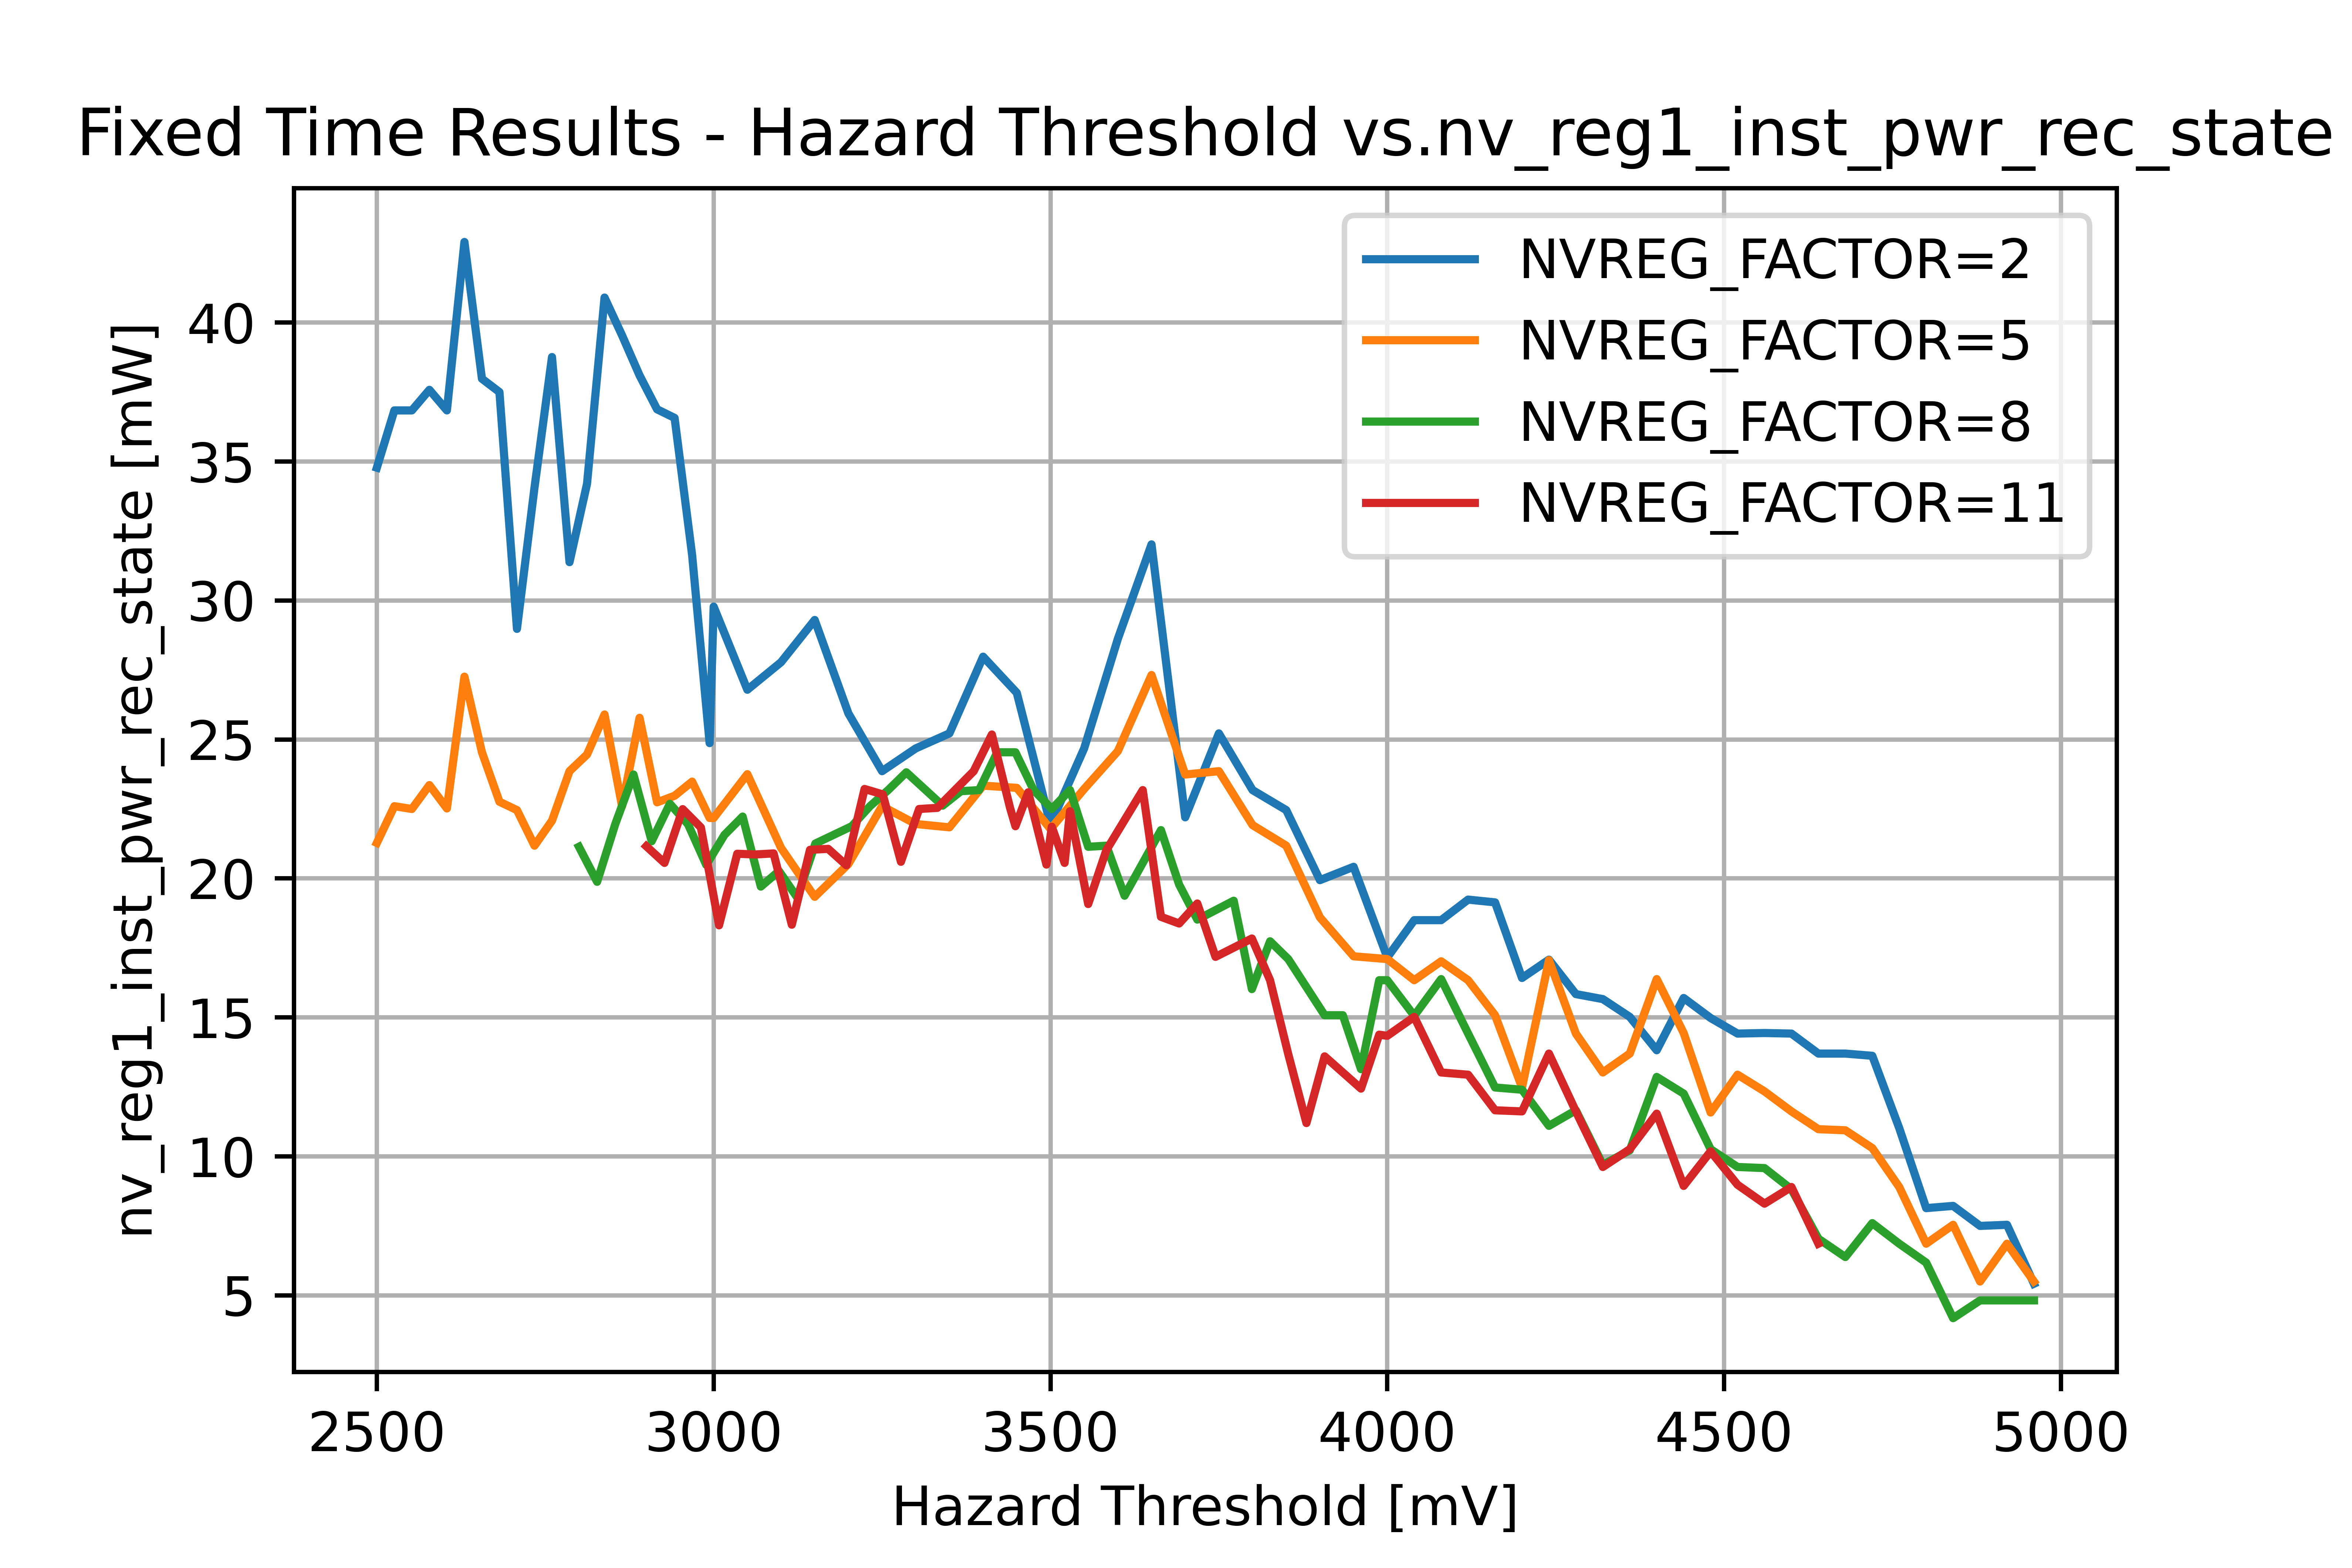 Fixed Time Results - Hazard Threshold vs.nv_reg1_inst_pwr_rec_state
NVREG_FACTOR=2
NVREG_FACTOR=5
NVREG_FACTOR=8
NVREG_FACTOR=11
nv_reg1_inst_pwr_rec_state [mW]
40
35
30
25
20
15
10
5
2500 3000 3500 4000 4500 5000
Hazard Threshold [mV]